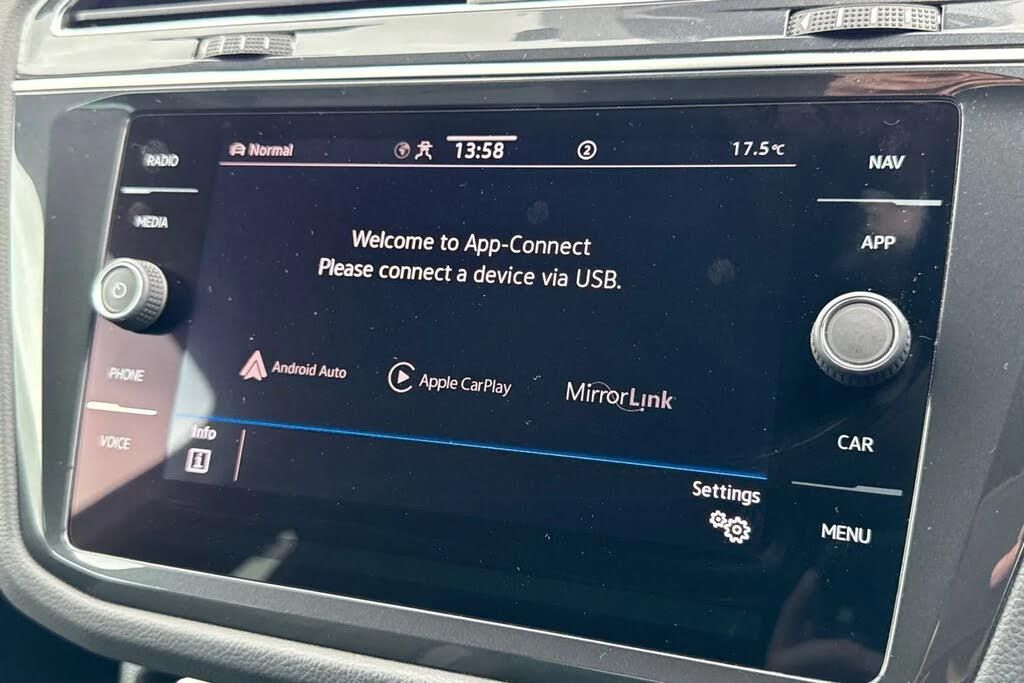 RADIO
MEDIA
PHONE
VOICE
Normal
13:58
2
17.5°C
Welcome to App-Connect
Please connect a device via USB.
Android Auto
Apple CarPlay
MirrorLink
Info
i
Settings
NAV
APP
CAR
MENU